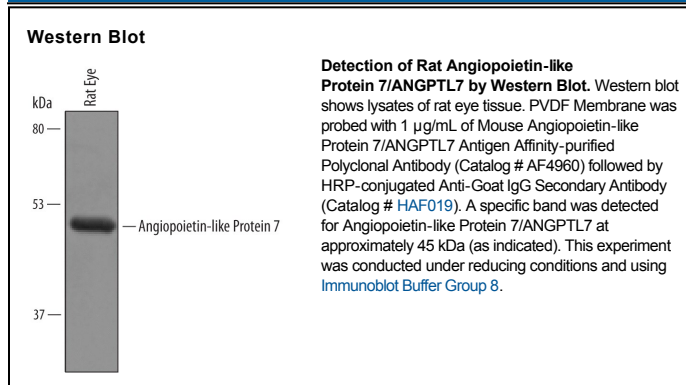 Western Blot
Rat Eye
kDa
80
53
Angiopoietin-like Protein 7
37
Detection of Rat Angiopoietin-like
Protein 7/ANGPTL7 by Western Blot. Western blot
shows lysates of rat eye tissue. PVDF Membrane was
probed with 1 µg/mL of Mouse Angiopoietin-like
Protein 7/ANGPTL7 Antigen Affinity-purified
Polyclonal Antibody (Catalog # AF4960) followed by
HRP-conjugated Anti-Goat IgG Secondary Antibody
(Catalog # HAF019). A specific band was detected
for Angiopoietin-like Protein 7/ANGPTL7 at
approximately 45 kDa (as indicated). This experiment
was conducted under reducing conditions and using
Immunoblot Buffer Group 8.